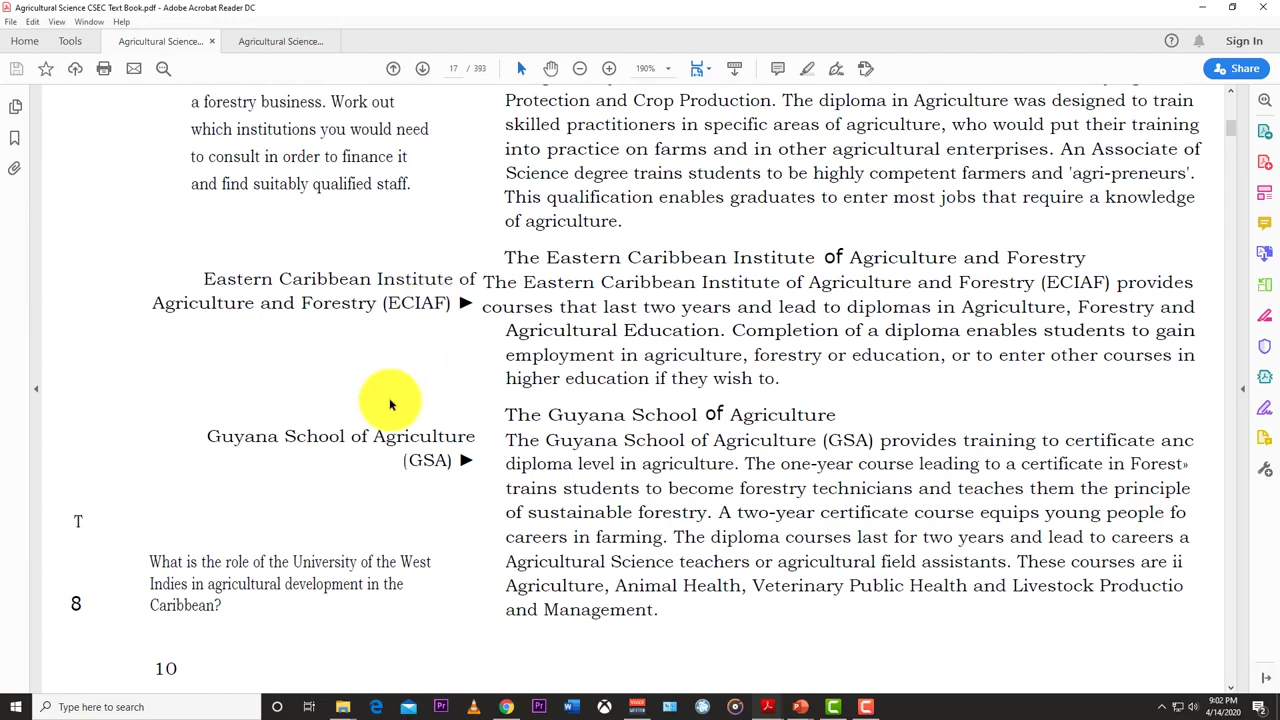 Agricultural Science CSEC Text Book.pdf - Adobe Acrobat Reader DC
File Edit View Window Help
Home Tools Agricultural Science... × Agricultural Science... Sign In
17 / 393 190% Share
a forestry business. Work out
which institutions you would need
to consult in order to finance it
and find suitably qualified staff.
Protection and Crop Production. The diploma in Agriculture was designed to train
skilled practitioners in specific areas of agriculture, who would put their training
into practice on farms and in other agricultural enterprises. An Associate of
Science degree trains students to be highly competent farmers and 'agri-preneurs'.
This qualification enables graduates to enter most jobs that require a knowledge
of agriculture.
Eastern Caribbean Institute of
Agriculture and Forestry (ECIAF) ►
The Eastern Caribbean Institute of Agriculture and Forestry
The Eastern Caribbean Institute of Agriculture and Forestry (ECIAF) provides
courses that last two years and lead to diplomas in Agriculture, Forestry and
Agricultural Education. Completion of a diploma enables students to gain
employment in agriculture, forestry or education, or to enter other courses in
higher education if they wish to.
Guyana School of Agriculture
(GSA) ►
The Guyana School of Agriculture
The Guyana School of Agriculture (GSA) provides training to certificate anc
diploma level in agriculture. The one-year course leading to a certificate in Forest»
trains students to become forestry technicians and teaches them the principle
of sustainable forestry. A two-year certificate course equips young people fo
careers in farming. The diploma courses last for two years and lead to careers a
Agricultural Science teachers or agricultural field assistants. These courses are ii
Agriculture, Animal Health, Veterinary Public Health and Livestock Productio
and Management.
T
What is the role of the University of the West
Indies in agricultural development in the
Caribbean?
8
10
Type here to search
9:02 PM
4/14/2020